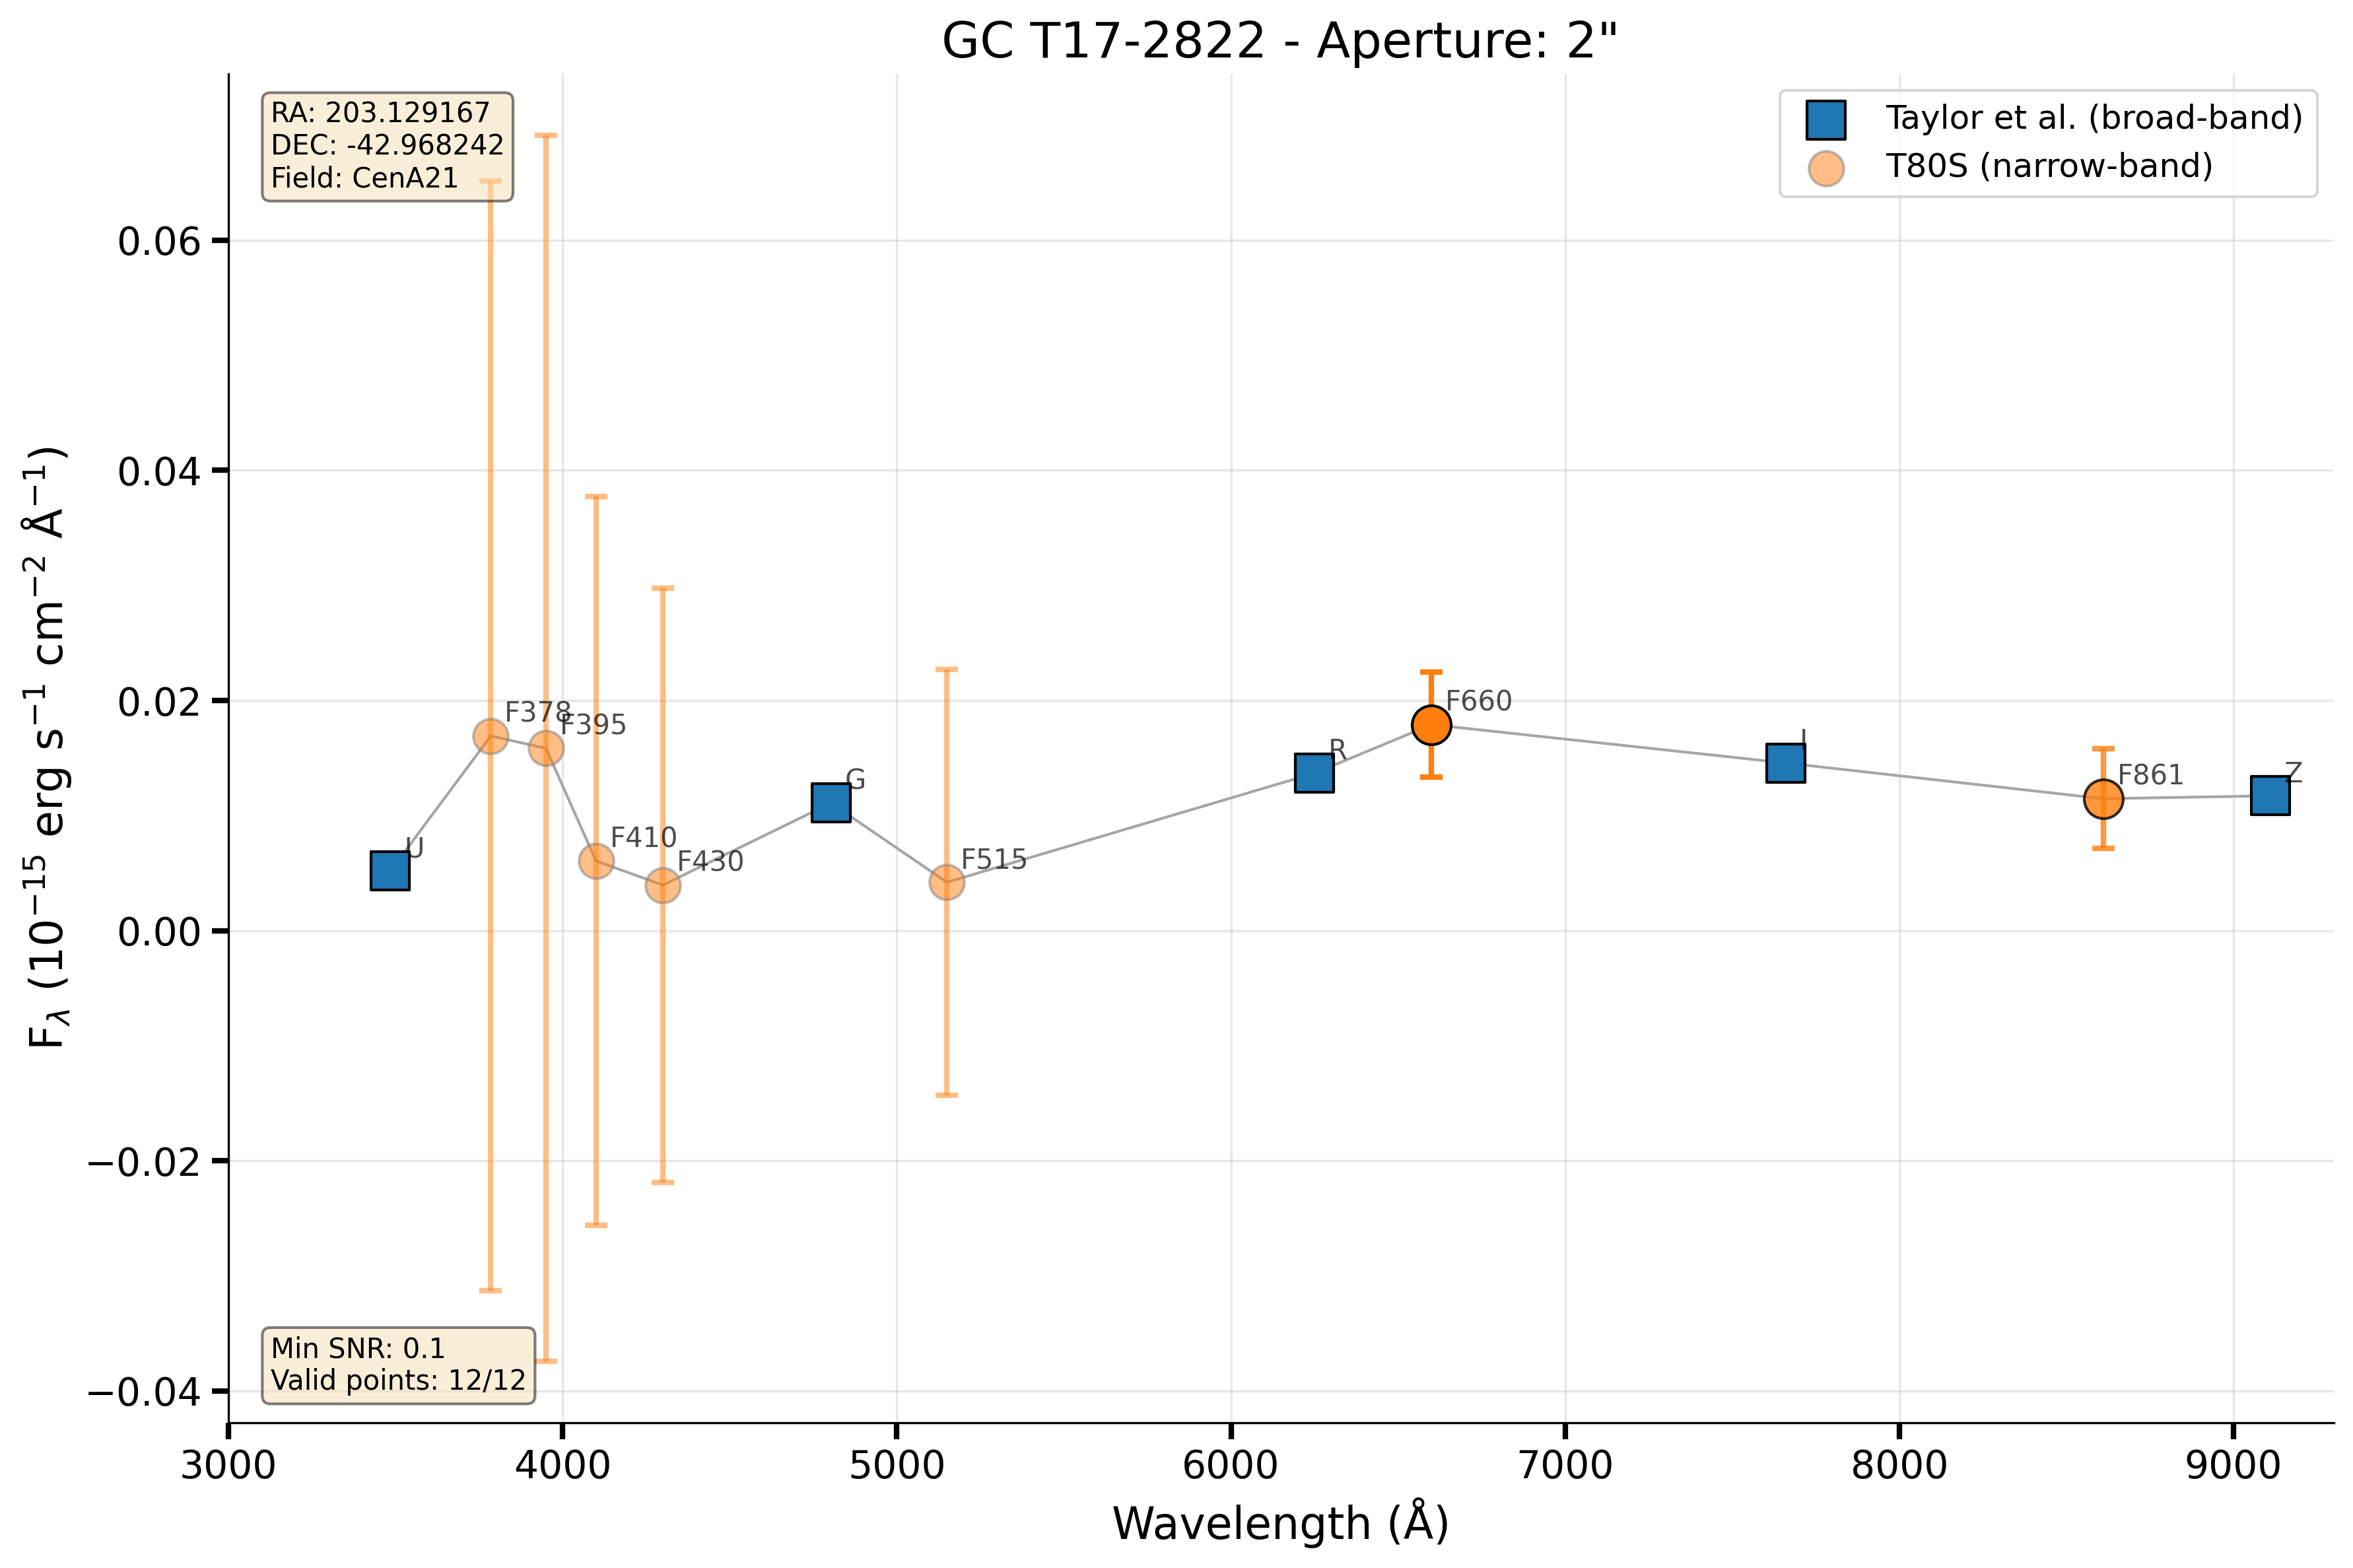 GC T17-2822 - Aperture: 2"
RA: 203.129167
DEC: -42.968242
Field: CenA21
Taylor et al. (broad-band)
T80S (narrow-band)
F_λ (10⁻¹⁵ erg s⁻¹ cm⁻² Å⁻¹)
0.06
0.04
0.02
0.00
−0.02
−0.04
U
F378
F395
F410
F430
G
F515
R
F660
I
F861
Z
Min SNR: 0.1
Valid points: 12/12
3000 4000 5000 6000 7000 8000 9000
Wavelength (Å)